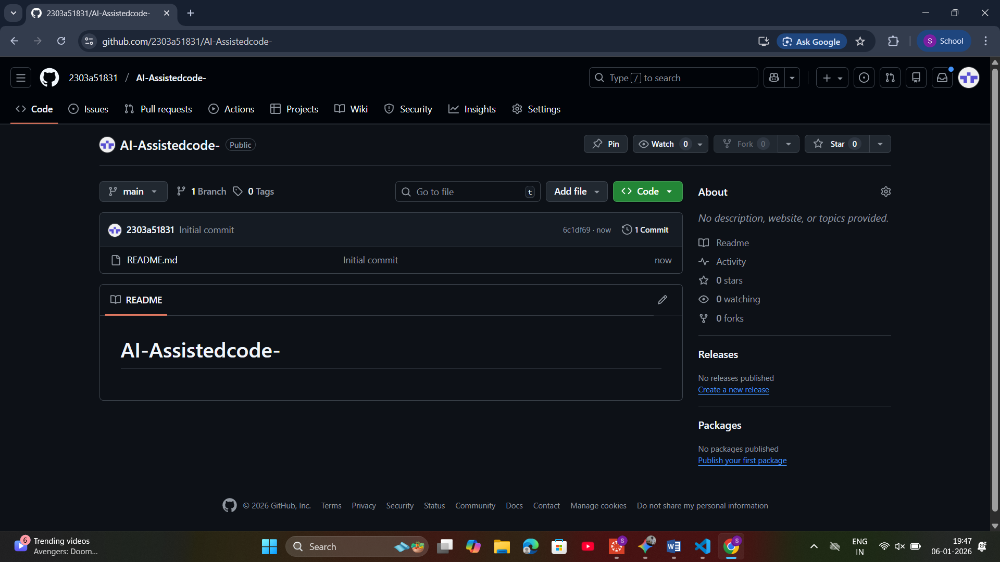 2303a51831/AI-Assistedcode-
github.com/2303a51831/AI-Assistedcode-
Ask Google
S School
2303a51831 / AI-Assistedcode-
Type / to search
Code Issues Pull requests Actions Projects Wiki Security Insights Settings
AI-Assistedcode- Public
Pin Watch 0 Fork 0 Star 0
main 1 Branch 0 Tags
Go to file t Add file Code
2303a51831 Initial commit 6c1df69 · now 1 Commit
README.md Initial commit now
README
AI-Assistedcode-
About
No description, website, or topics provided.
Readme
Activity
0 stars
0 watching
0 forks
Releases
No releases published
Create a new release
Packages
No packages published
Publish your first package
© 2026 GitHub, Inc. Terms Privacy Security Status Community Docs Contact Manage cookies Do not share my personal information
6 Trending videos
Avengers: Doom...
Search
S
W
S
ENG
IN
19:47
06-01-2026